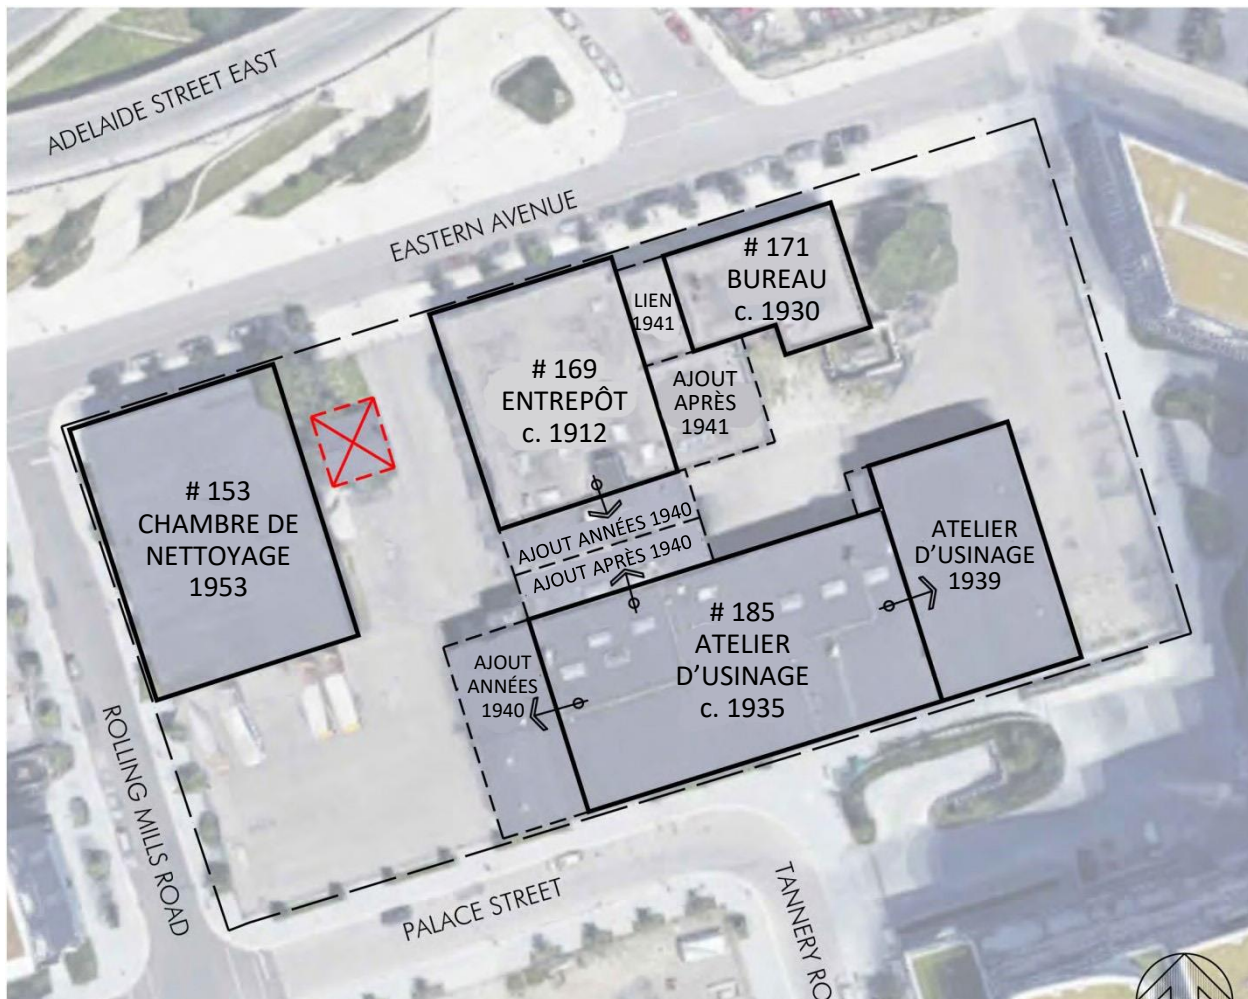 ADELAIDE STREET EAST
EASTERN AVENUE
# 171
BUREAU
c. 1930
LIEN
1941
# 169
ENTREPÔT
c. 1912
AJOUT
APRÈS
1941
# 153
CHAMBRE DE
NETTOYAGE
1953
AJOUT ANNÉES 1940
AJOUT APRÈS 1940
ATELIER
D'USINAGE
1939
# 185
ATELIER
D'USINAGE
c. 1935
AJOUT
ANNÉES
1940
ROLLING MILLS ROAD
PALACE STREET
TANNERY RO